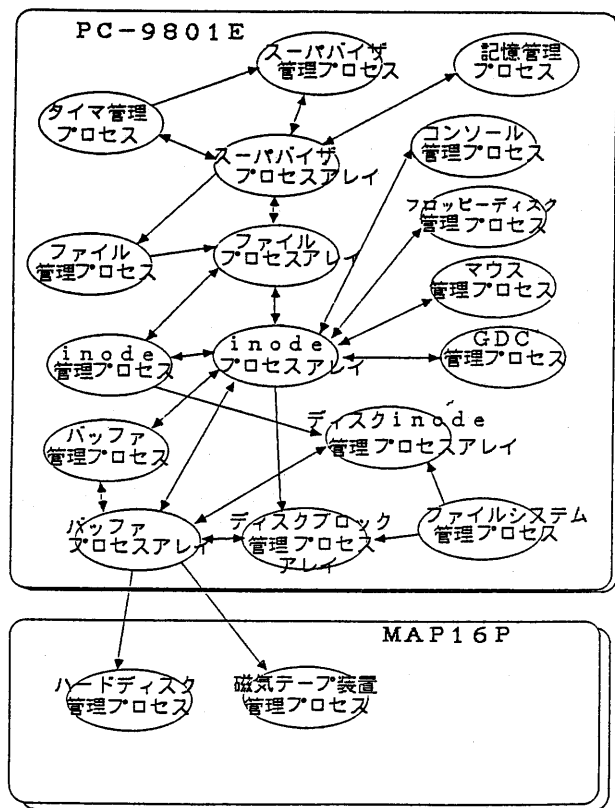 PC-9801E
スーパバイザ
管理プロセス
記憶管理
プロセス
タイマ管理
プロセス
スーパバイザ
プロセスアレイ
コンソール
管理プロセス
フロッピーディスク
管理プロセス
ファイル
管理プロセス
ファイル
プロセスアレイ
マウス
管理プロセス
inode
管理プロセス
inode
プロセスアレイ
GDC
管理プロセス
ディスクinode
管理プロセスアレイ
バッファ
管理プロセス
バッファ
プロセスアレイ
ディスクブロック
管理プロセス
アレイ
ファイルシステム
管理プロセス
MAP16P
ハードディスク
管理プロセス
磁気テープ装置
管理プロセス